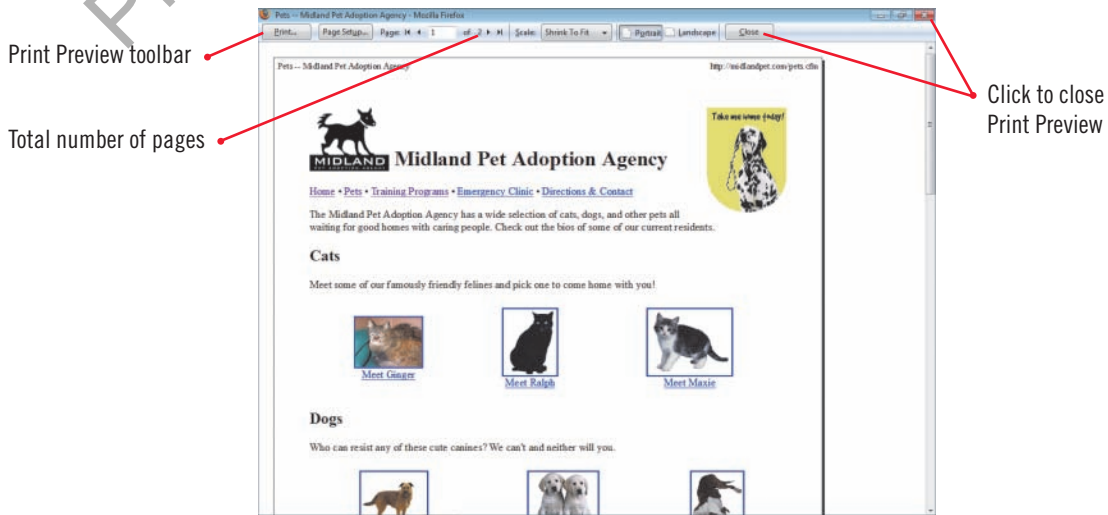 Pets -- Midland Pet Adoption Agency - Mozilla Firefox
Print... Page Setup... Page: 1 of 2 Scale: Shrink To Fit Portrait Landscape Close
Print Preview toolbar
Total number of pages
Click to close
Print Preview
Pets -- Midland Pet Adoption Agency http://midlandpet.com/pets.cfm
Take me home today!
MIDLAND
PET ADOPTION AGENCY
Midland Pet Adoption Agency
Home • Pets • Training Programs • Emergency Clinic • Directions & Contact
The Midland Pet Adoption Agency has a wide selection of cats, dogs, and other pets all
waiting for good homes with caring people. Check out the bios of some of our current residents.
Cats
Meet some of our famously friendly felines and pick one to come home with you!
Meet Ginger Meet Ralph Meet Maxie
Dogs
Who can resist any of these cute canines? We can't and neither will you.